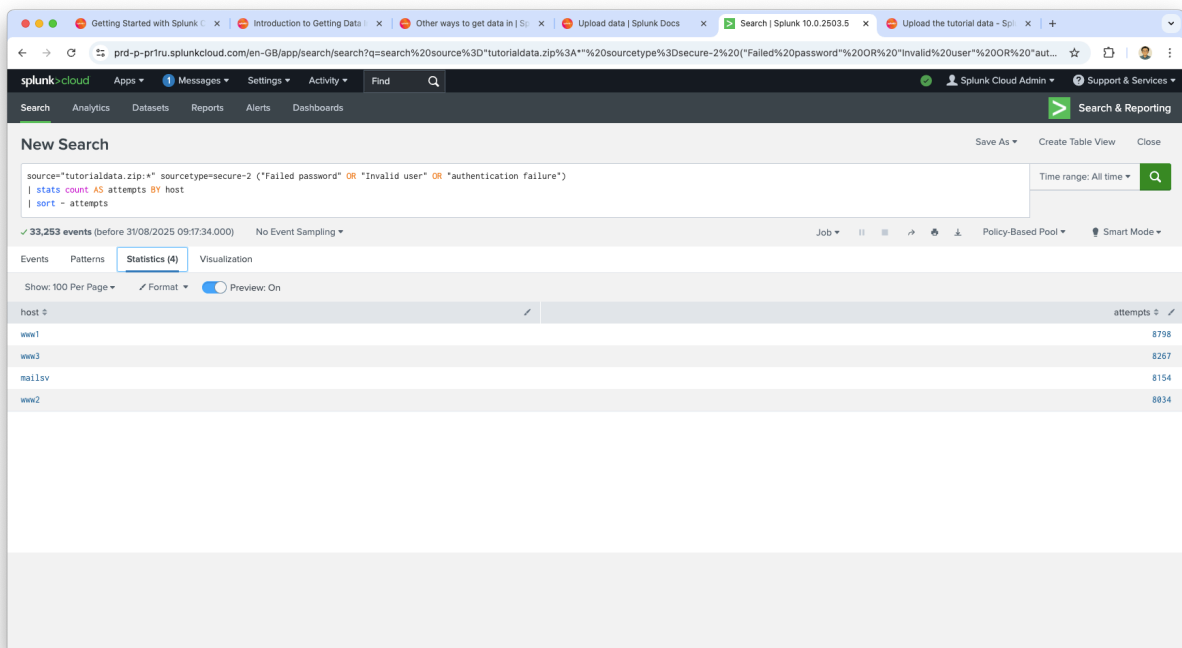 Getting Started with Splunk C
Introduction to Getting Data I
Other ways to get data in | Sp
Upload data | Splunk Docs
Search | Splunk 10.0.2503.5
Upload the tutorial data - Spl
prd-p-pr1ru.splunkcloud.com/en-GB/app/search/search?q=search%20source%3D"tutorialdata.zip%3A*"%20sourcetype%3Dsecure-2%20("Failed%20password"%20OR%20"Invalid%20user"%20OR%20"aut...
splunk>cloud Apps 1 Messages Settings Activity Find Splunk Cloud Admin ? Support & Services
Search Analytics Datasets Reports Alerts Dashboards > Search & Reporting
New Search Save As Create Table View Close
source="tutorialdata.zip:*" sourcetype=secure-2 ("Failed password" OR "Invalid user" OR "authentication failure")
| stats count AS attempts BY host
| sort - attempts
Time range: All time
33,253 events (before 31/08/2025 09:17:34.000) No Event Sampling Job Policy-Based Pool Smart Mode
Events Patterns Statistics (4) Visualization
Show: 100 Per Page Format Preview: On
host attempts
www1 8798
www3 8267
mailsv 8154
www2 8034